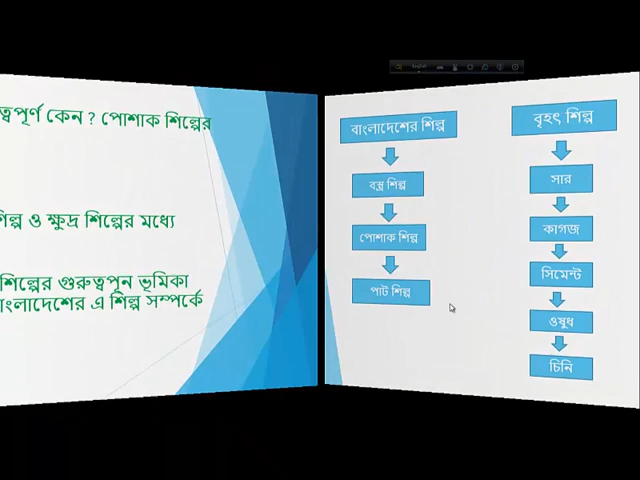 ত্বপূর্ণ কেন ? পোশাক শিল্পের
শিল্প ও ক্ষুদ্র শিল্পের মধ্যে
শিল্পের গুরুত্বপূন ভূমিকা
বাংলাদেশের এ শিল্প সম্পর্কে
বাংলাদেশের শিল্প
বস্ত্র শিল্প
পোশাক শিল্প
পাট শিল্প
বৃহৎ শিল্প
সার
কাগজ
সিমেন্ট
ওষুধ
চিনি